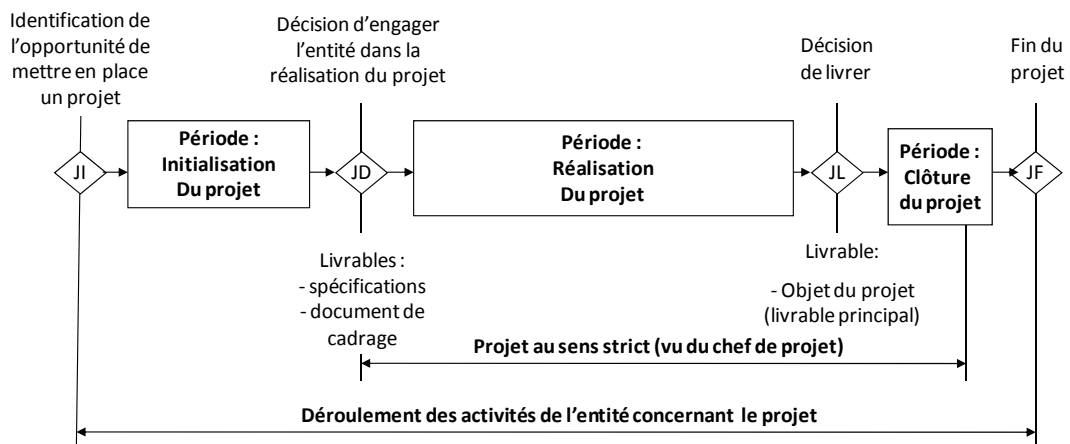 Identification de
l'opportunité de
mettre en place
un projet
Décision d'engager
l'entité dans la
réalisation du projet
Décision
de livrer
Fin du
projet
JI
Période :
Initialisation
Du projet
JD
Période :
Réalisation
Du projet
JL
Période :
Clôture
du projet
JF
Livrables :
- spécifications
- document de
cadrage
Livrable:
- Objet du projet
(livrable principal)
Projet au sens strict (vu du chef de projet)
Déroulement des activités de l'entité concernant le projet